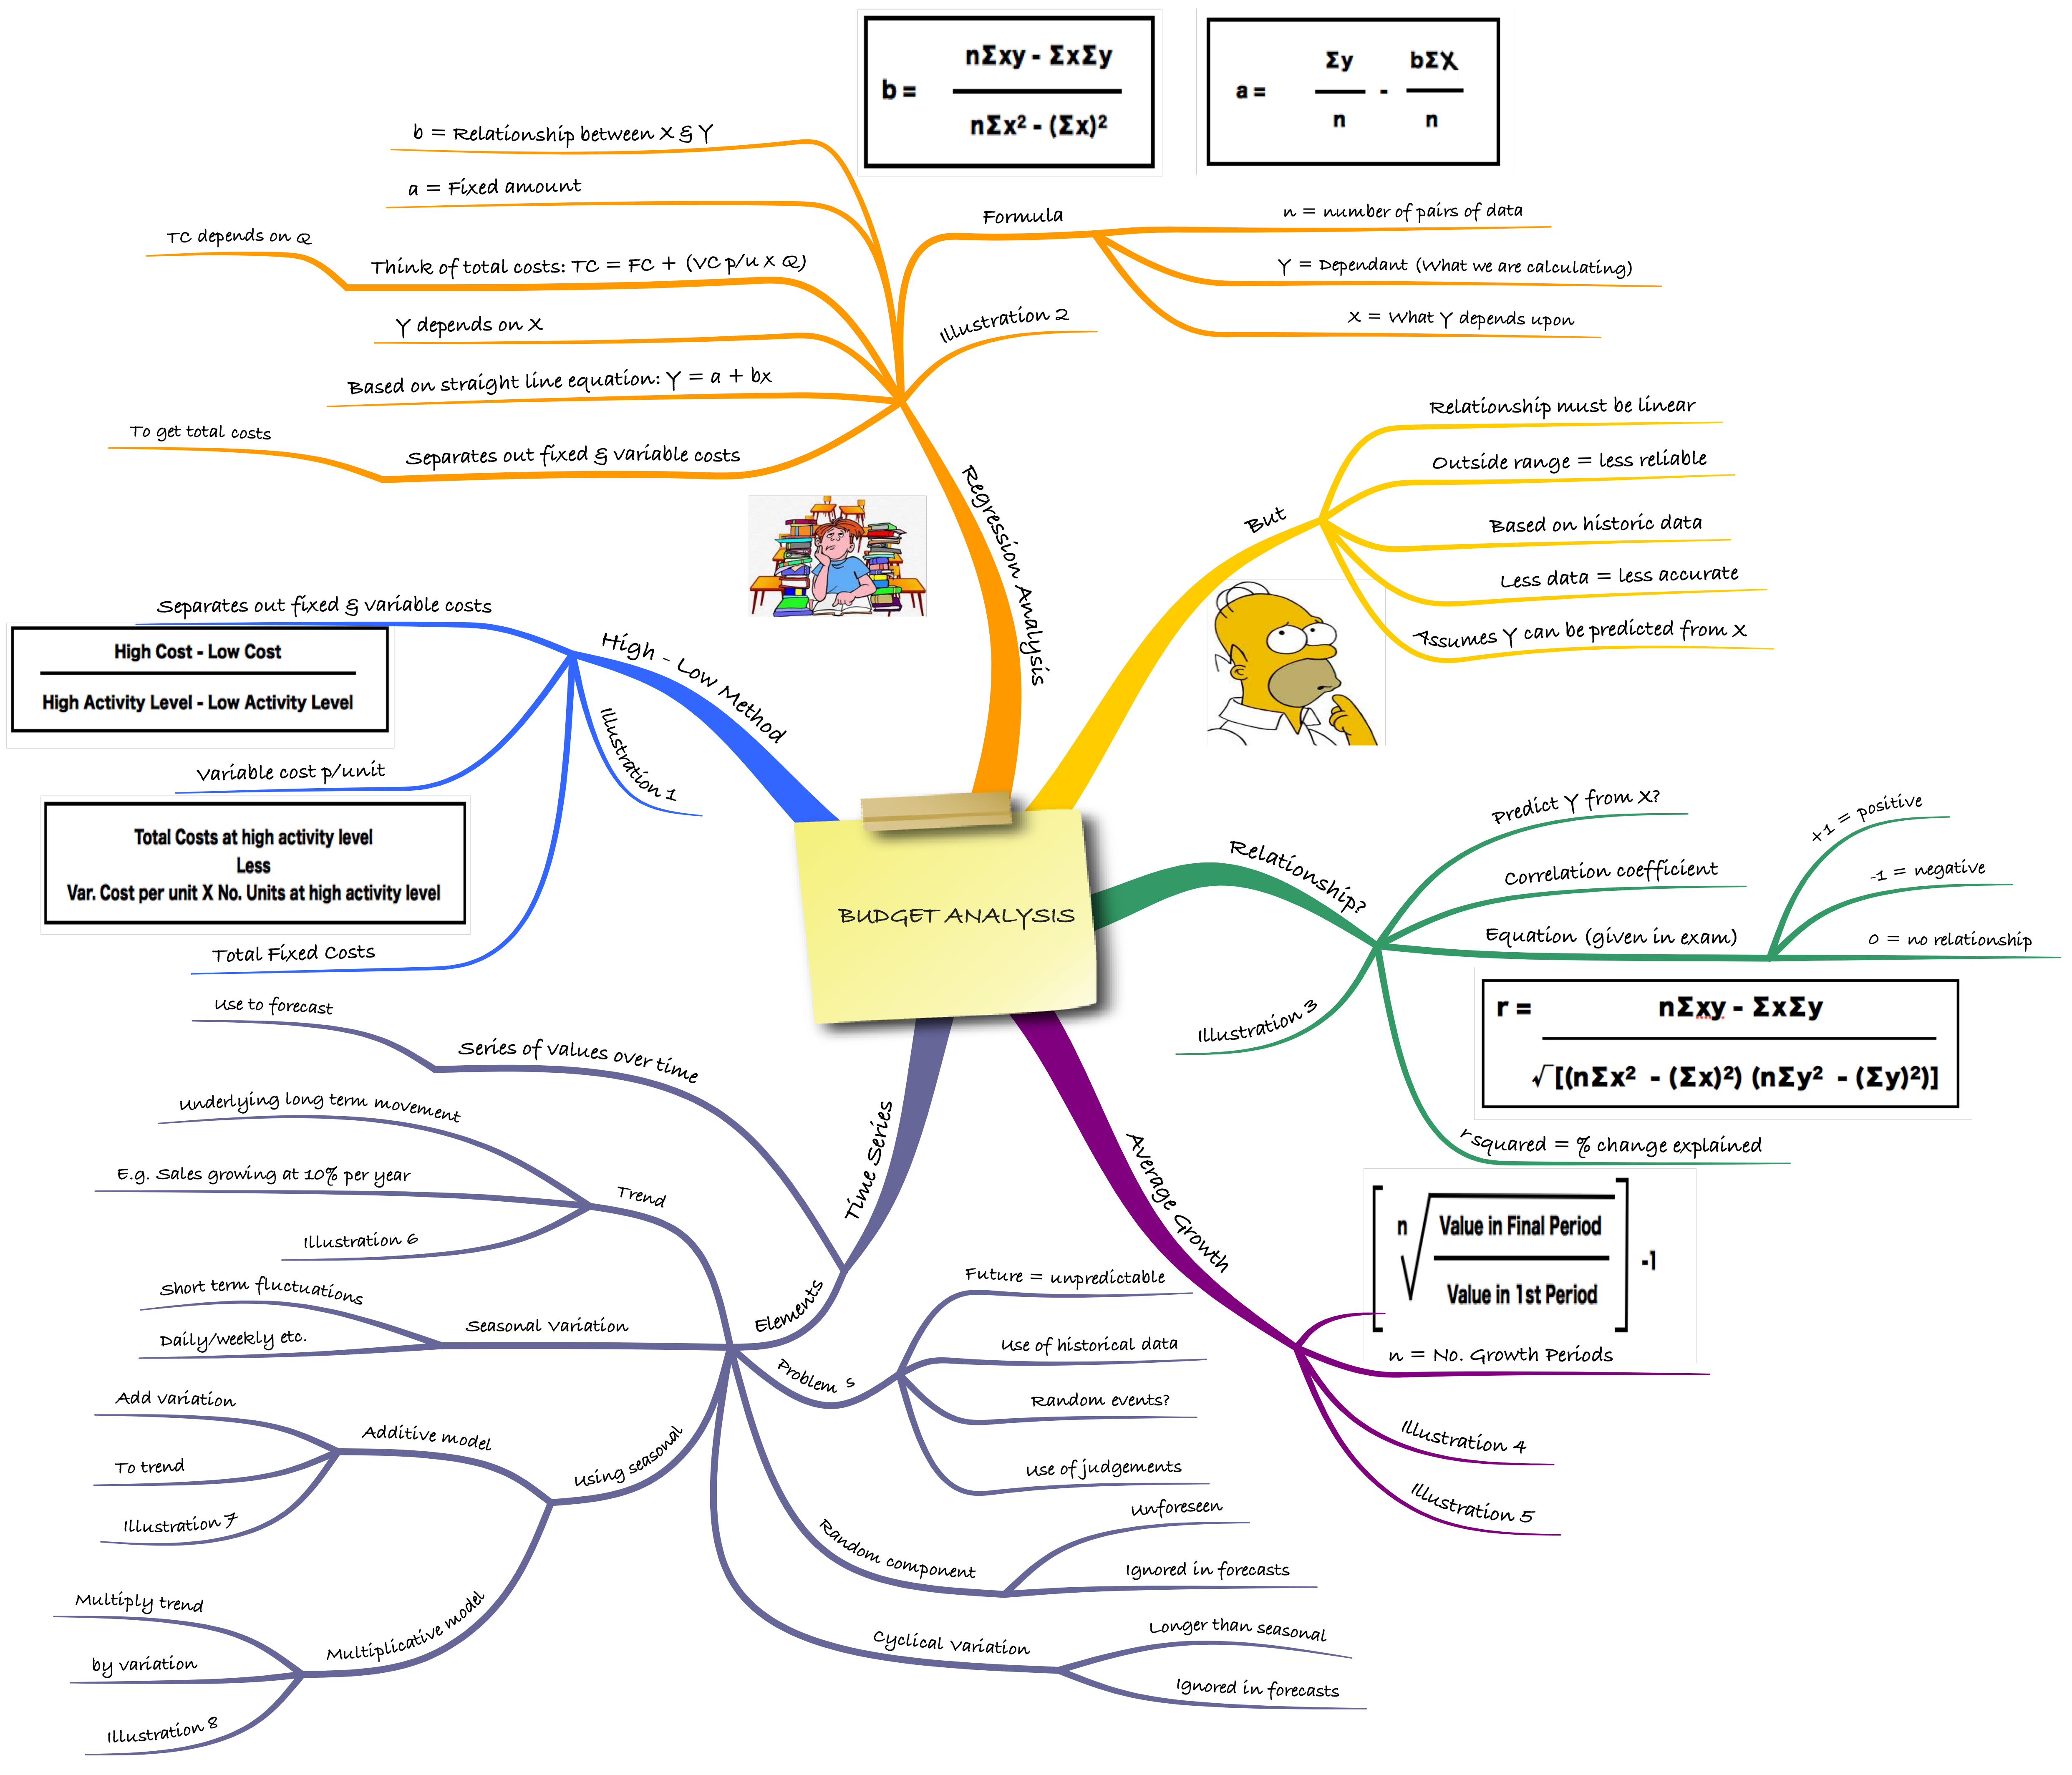 b =
nΣxy - ΣxΣy
nΣx² - (Σx)²
a =
Σy
n
-
bΣX
n
b = Relationship between X & Y
a = Fixed amount
TC depends on Q
Think of total costs: TC = FC + (VC p/u x Q)
Y depends on X
Based on straight line equation: Y = a + bx
To get total costs
Separates out fixed & variable costs
Formula
n = number of pairs of data
Y = Dependant (What we are calculating)
X = What Y depends upon
Illustration 2
Regression Analysis
But
Relationship must be linear
Outside range = less reliable
Based on historic data
Less data = less accurate
Assumes Y can be predicted from X
High - Low Method
Separates out fixed & variable costs
High Cost - Low Cost
High Activity Level - Low Activity Level
Variable cost p/unit
Illustration 1
Total Costs at high activity level
Less
Var. Cost per unit X No. Units at high activity level
Total Fixed Costs
BUDGET ANALYSIS
Relationship?
Predict Y from X?
Correlation coefficient
Equation (given in exam)
+1 = positive
-1 = negative
0 = no relationship
r =
nΣxy - ΣxΣy
√[(nΣx² - (Σx)²) (nΣy² - (Σy)²)]
r squared = % change explained
Illustration 3
Average Growth
n
√
Value in Final Period
Value in 1st Period
-1
n = No. Growth Periods
Illustration 4
Illustration 5
Time Series
Series of values over time
Use to forecast
Elements
Trend
Underlying long term movement
E.g. Sales growing at 10% per year
Illustration 6
Seasonal Variation
Short term fluctuations
Daily/weekly etc.
Using seasonal
Additive model
Add variation
To trend
Illustration 7
Multiplicative model
Multiply trend
by variation
Illustration 8
Problem s
Future = unpredictable
Use of historical data
Random events?
Use of judgements
Random component
Unforeseen
Ignored in forecasts
Cyclical Variation
Longer than seasonal
Ignored in forecasts